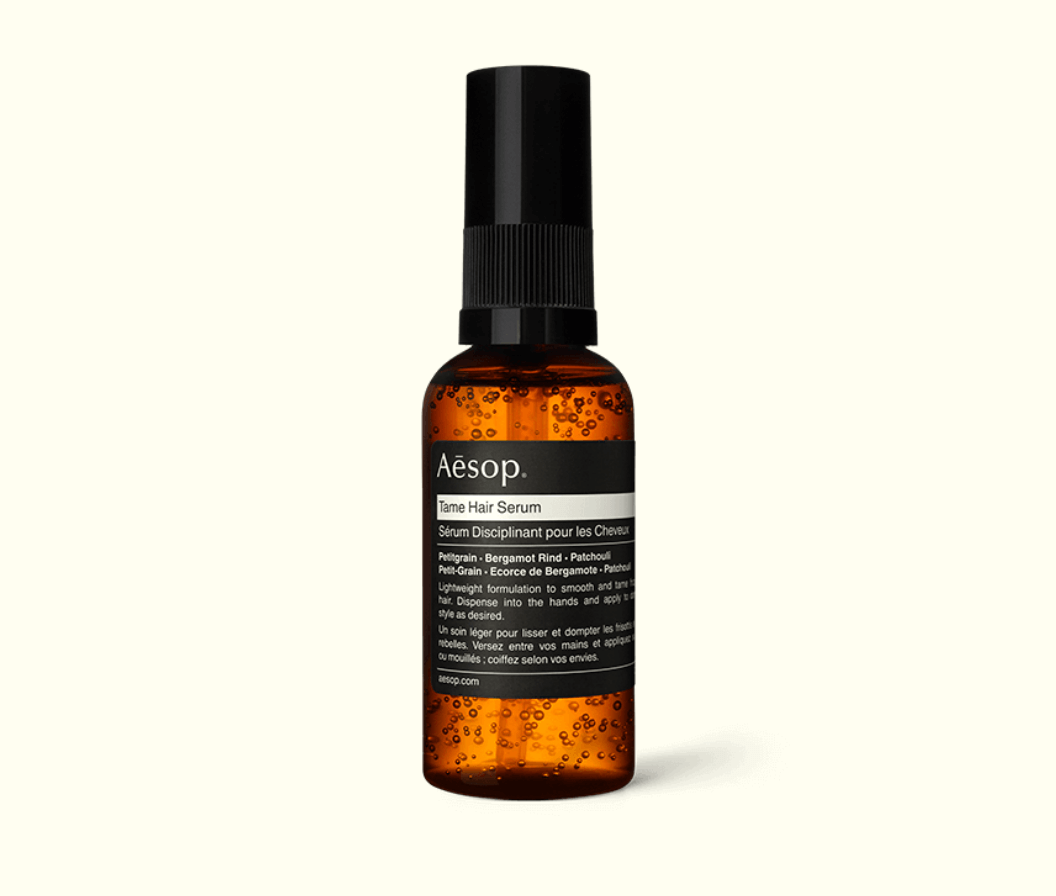 Aēsop®
Tame Hair Serum
Sérum Disciplinant pour les Cheveux
Petitgrain • Bergamot Rind • Patchouli
Petit-Grain • Ecorce de Bergamote • Patchouli
Lightweight formulation to smooth and tame
hair. Dispense into the hands and apply to
style as desired.
Un soin léger pour lisser et dompter les
rebelles. Versez entre vos mains et appliquez
ou mouillés ; coiffez selon vos envies.
aesop.com